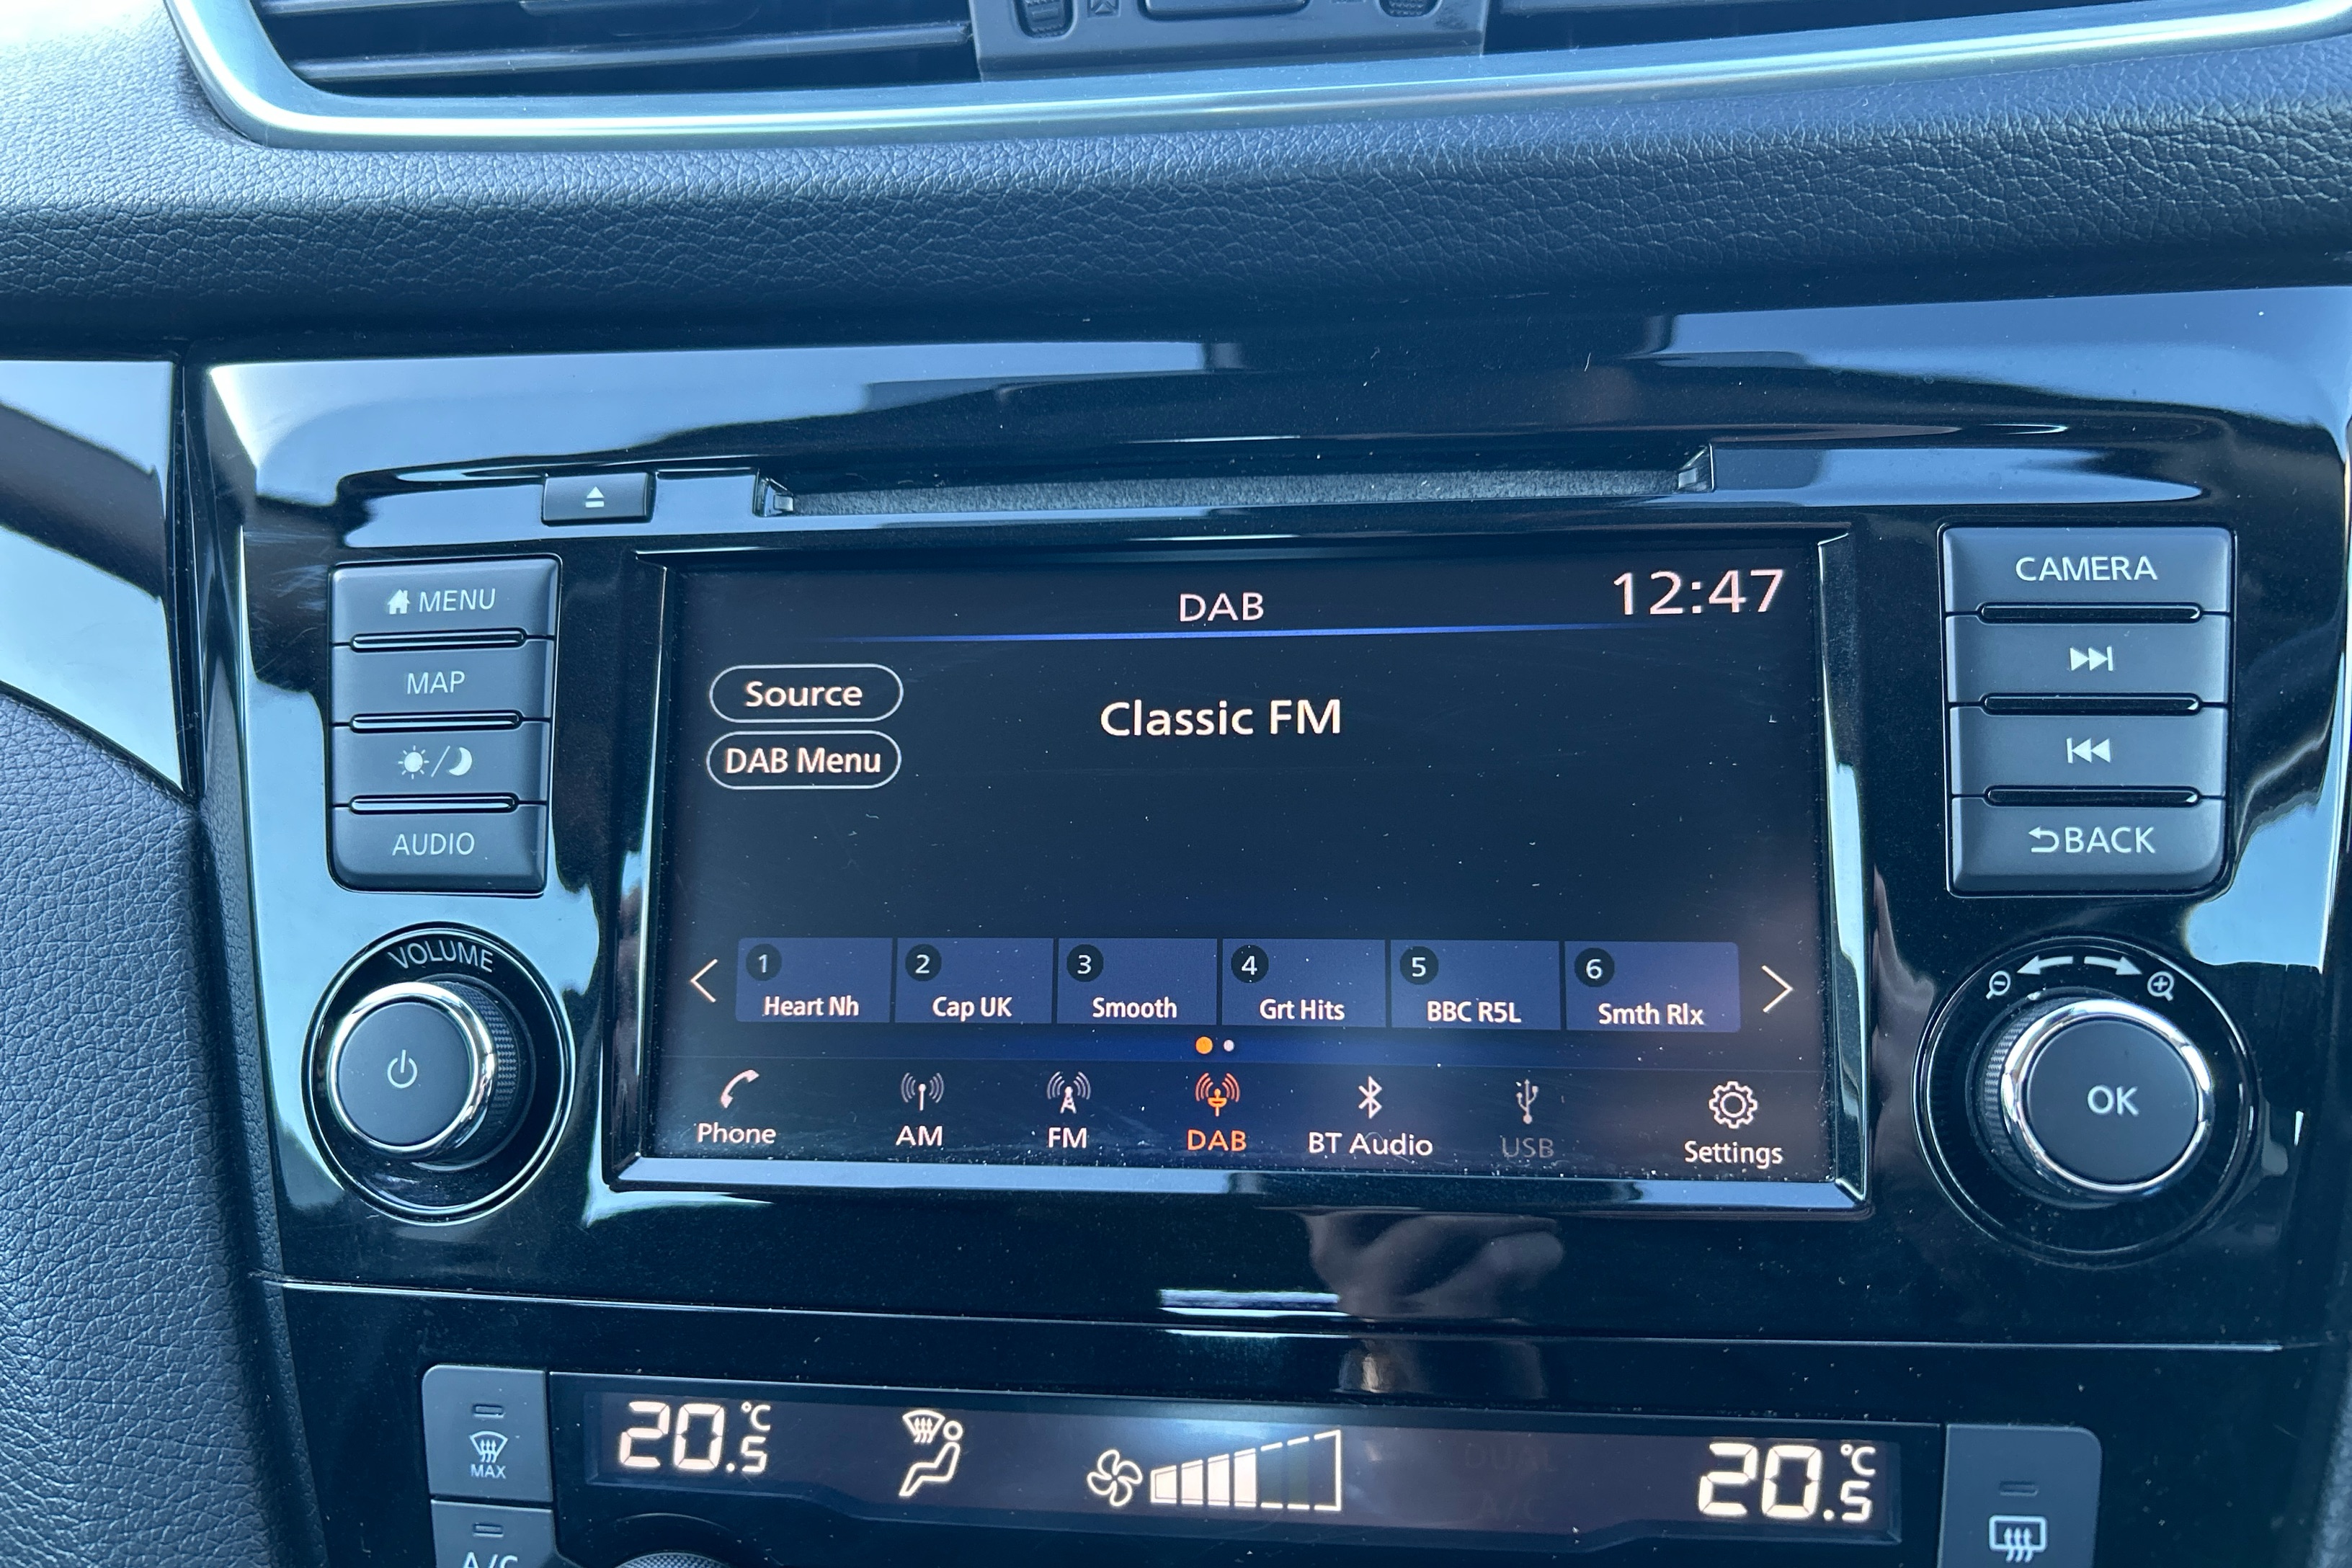 MENU
MAP
AUDIO
VOLUME
DAB
12:47
Source
DAB Menu
Classic FM
1 Heart Nh
2 Cap UK
3 Smooth
4 Grt Hits
5 BBC R5L
6 Smth Rlx
Phone
AM
FM
DAB
BT Audio
USB
Settings
CAMERA
BACK
OK
MAX
A/C
20.5 °C
DUAL
A/C
20.5 °C